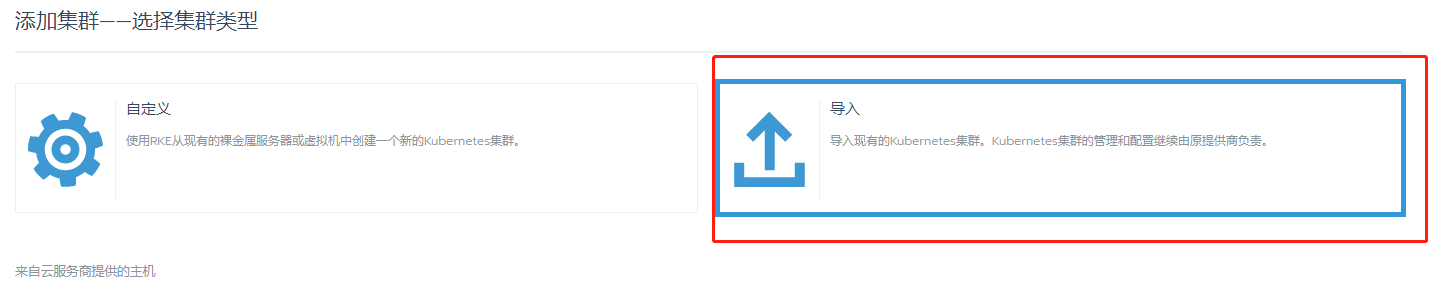 添加集群——选择集群类型
自定义
使用RKE从现有的裸金属服务器或虚拟机中创建一个新的Kubernetes集群。
导入
导入现有的Kubernetes集群。Kubernetes集群的管理和配置继续由原提供商负责。
来自云服务商提供的主机